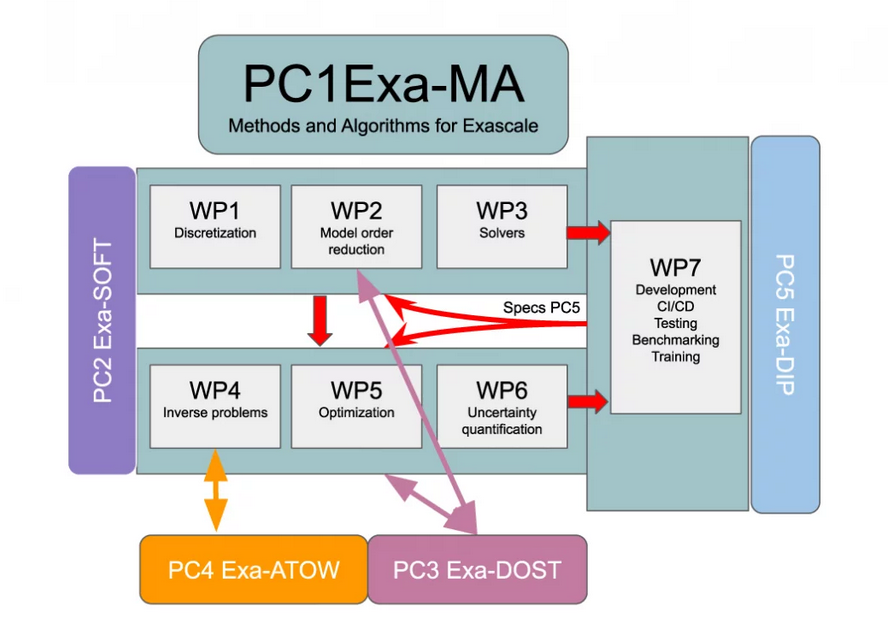 PC1Exa-MA
Methods and Algorithms for Exascale
PC2 Exa-SOFT
WP1
Discretization
WP2
Model order
reduction
WP3
Solvers
WP7
Development
CI/CD
Testing
Benchmarking
Training
PC5 Exa-DIP
Specs PC5
WP4
Inverse problems
WP5
Optimization
WP6
Uncertainty
quantification
PC4 Exa-ATOW
PC3 Exa-DOST